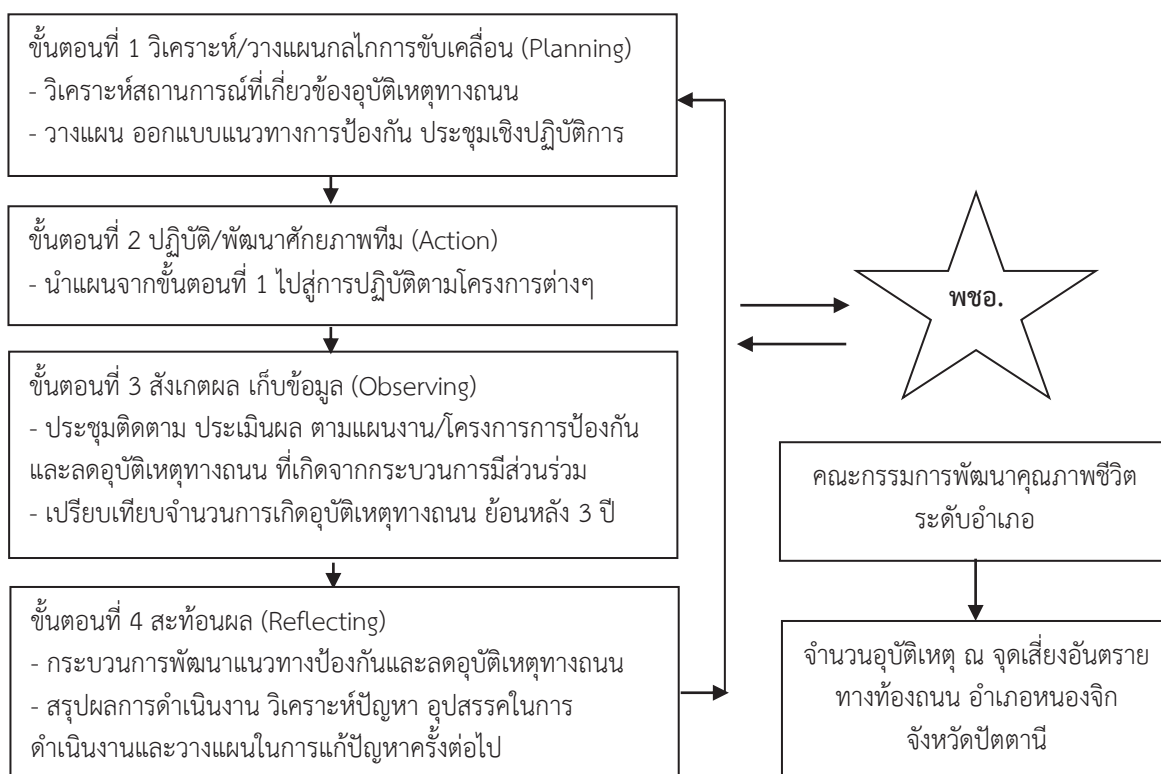 ขั้นตอนที่ 1 วิเคราะห์/วางแผนกลไกการขับเคลื่อน (Planning)
- วิเคราะห์สถานการณ์ที่เกี่ยวข้องอุบัติเหตุทางถนน
- วางแผน ออกแบบแนวทางการป้องกัน ประชุมเชิงปฏิบัติการ
ขั้นตอนที่ 2 ปฏิบัติ/พัฒนาศักยภาพทีม (Action)
- นำแผนจากขั้นตอนที่ 1 ไปสู่การปฏิบัติตามโครงการต่างๆ
ขั้นตอนที่ 3 สังเกตผล เก็บข้อมูล (Observing)
- ประชุมติดตาม ประเมินผล ตามแผนงาน/โครงการการป้องกัน
และลดอุบัติเหตุทางถนน ที่เกิดจากกระบวนการมีส่วนร่วม
- เปรียบเทียบจำนวนการเกิดอุบัติเหตุทางถนน ย้อนหลัง 3 ปี
ขั้นตอนที่ 4 สะท้อนผล (Reflecting)
- กระบวนการพัฒนาแนวทางป้องกันและลดอุบัติเหตุทางถนน
- สรุปผลการดำเนินงาน วิเคราะห์ปัญหา อุปสรรคในการ
ดำเนินงานและวางแผนในการแก้ปัญหาครั้งต่อไป
พชอ.
คณะกรรมการพัฒนาคุณภาพชีวิต
ระดับอำเภอ
จำนวนอุบัติเหตุ ณ จุดเสี่ยงอันตราย
ทางท้องถนน อำเภอหนองจิก
จังหวัดปัตตานี